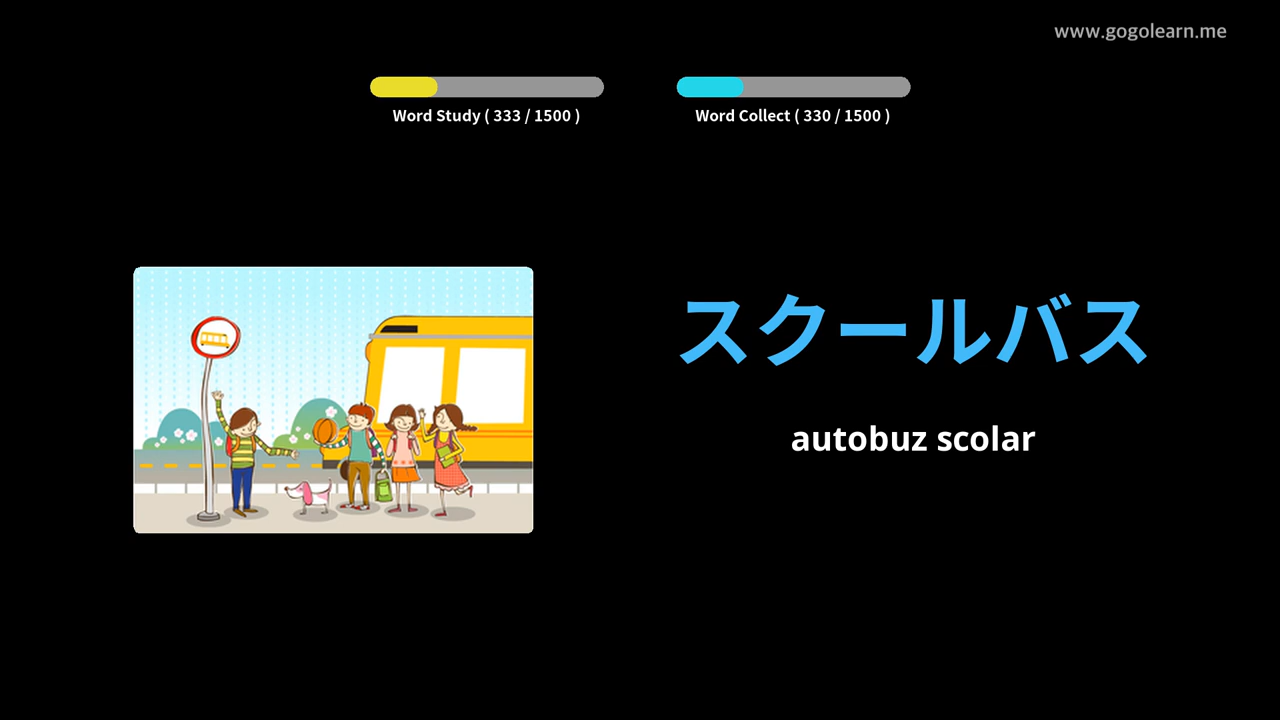 www.gogolearn.me
Word Study ( 333 / 1500 )
Word Collect ( 330 / 1500 )
スクールバス
autobuz scolar